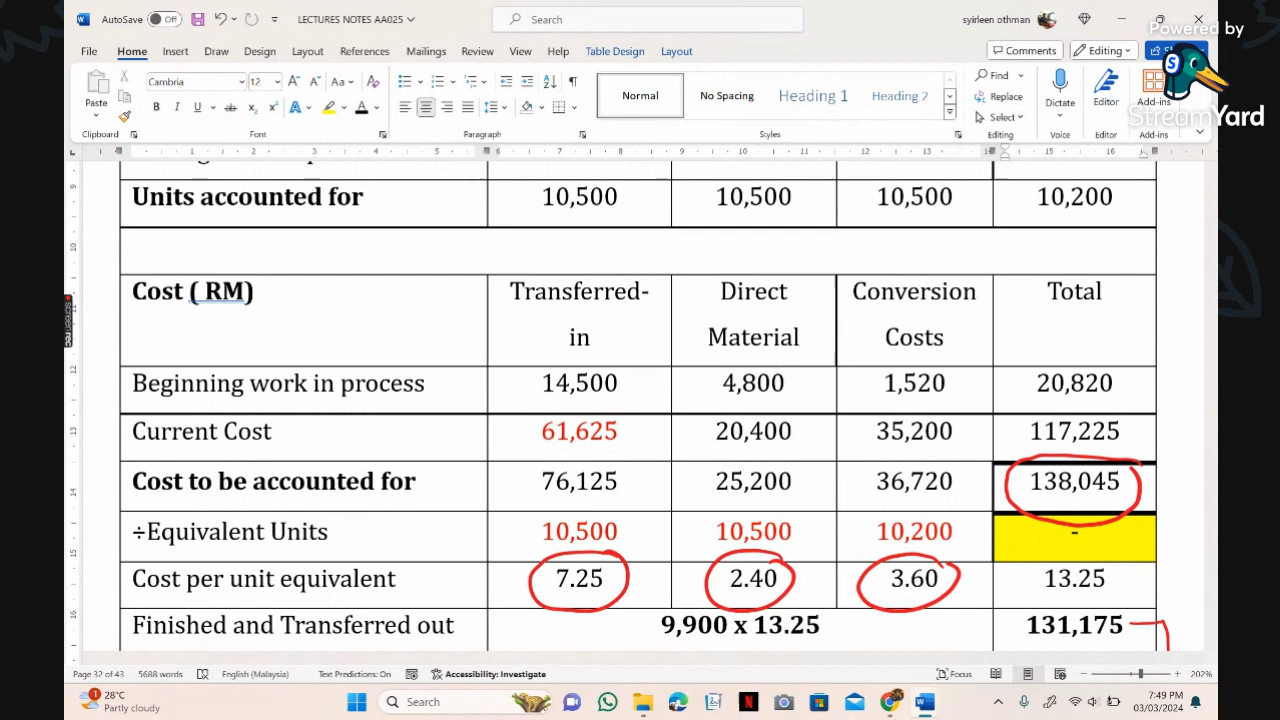 AutoSave Off LECTURES NOTES AA025 Search syirleen othman
Powered by
File Home Insert Draw Design Layout References Mailings Review View Help Table Design Layout Comments Editing
StreamYard
Paste
Clipboard
Cambria 12
Font
Paragraph
Normal No Spacing Heading 1 Heading 2
Styles
Find
Replace
Select
Editing
Dictate
Voice
Editor
Editor
Add-ins
Add-ins
Units accounted for 10,500 10,500 10,500 10,200
Cost ( RM) Transferred-in Direct Material Conversion Costs Total
Beginning work in process 14,500 4,800 1,520 20,820
Current Cost 61,625 20,400 35,200 117,225
Cost to be accounted for 76,125 25,200 36,720 138,045
÷Equivalent Units 10,500 10,500 10,200 -
Cost per unit equivalent 7.25 2.40 3.60 13.25
Finished and Transferred out 9,900 x 13.25 131,175
Page 32 of 43 5688 words English (Malaysia) Text Predictions: On Accessibility: Investigate Focus 200%
28°C
Partly cloudy
Search
7:49 PM
03/03/2024